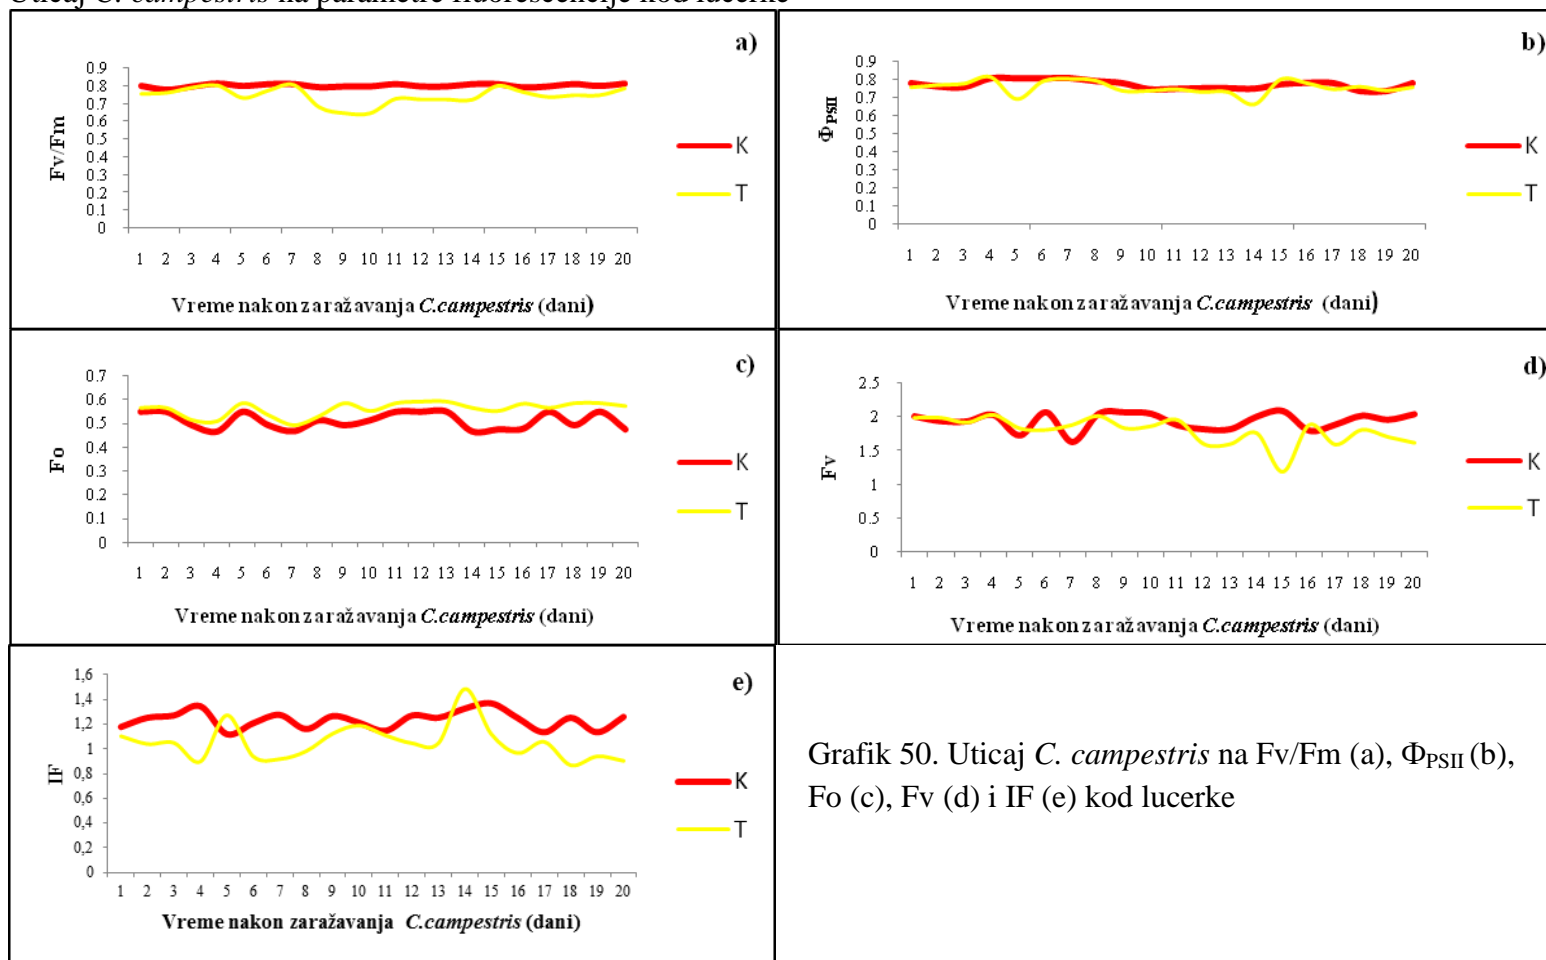 Uticaj C. campestris na parametre fluorescencije kod lucerke
a)
0.9
0.8
0.7
0.6
0.5
0.4
0.3
0.2
0.1
0
Fv/Fm
K
T
1 2 3 4 5 6 7 8 9 10 11 12 13 14 15 16 17 18 19 20
Vreme nakon zaražavanja C.campestris (dani)
b)
0.9
0.8
0.7
0.6
0.5
0.4
0.3
0.2
0.1
0
ΦPSII
K
T
1 2 3 4 5 6 7 8 9 10 11 12 13 14 15 16 17 18 19 20
Vreme nakon zaražavanja C.campestris (dani)
c)
0.7
0.6
0.5
0.4
0.3
0.2
0.1
0
Fo
K
T
1 2 3 4 5 6 7 8 9 10 11 12 13 14 15 16 17 18 19 20
Vreme nakon zaražavanja C.campestris (dani)
d)
2.5
2
1.5
1
0.5
0
Fv
K
T
1 2 3 4 5 6 7 8 9 10 11 12 13 14 15 16 17 18 19 20
Vreme nakon zaražavanja C.campestris (dani)
e)
1,6
1,4
1,2
1
0,8
0,6
0,4
0,2
0
IF
K
T
1 2 3 4 5 6 7 8 9 10 11 12 13 14 15 16 17 18 19 20
Vreme nakon zaražavanja C.campestris (dani)
Grafik 50. Uticaj C. campestris na Fv/Fm (a), ΦPSII (b),
Fo (c), Fv (d) i IF (e) kod lucerke